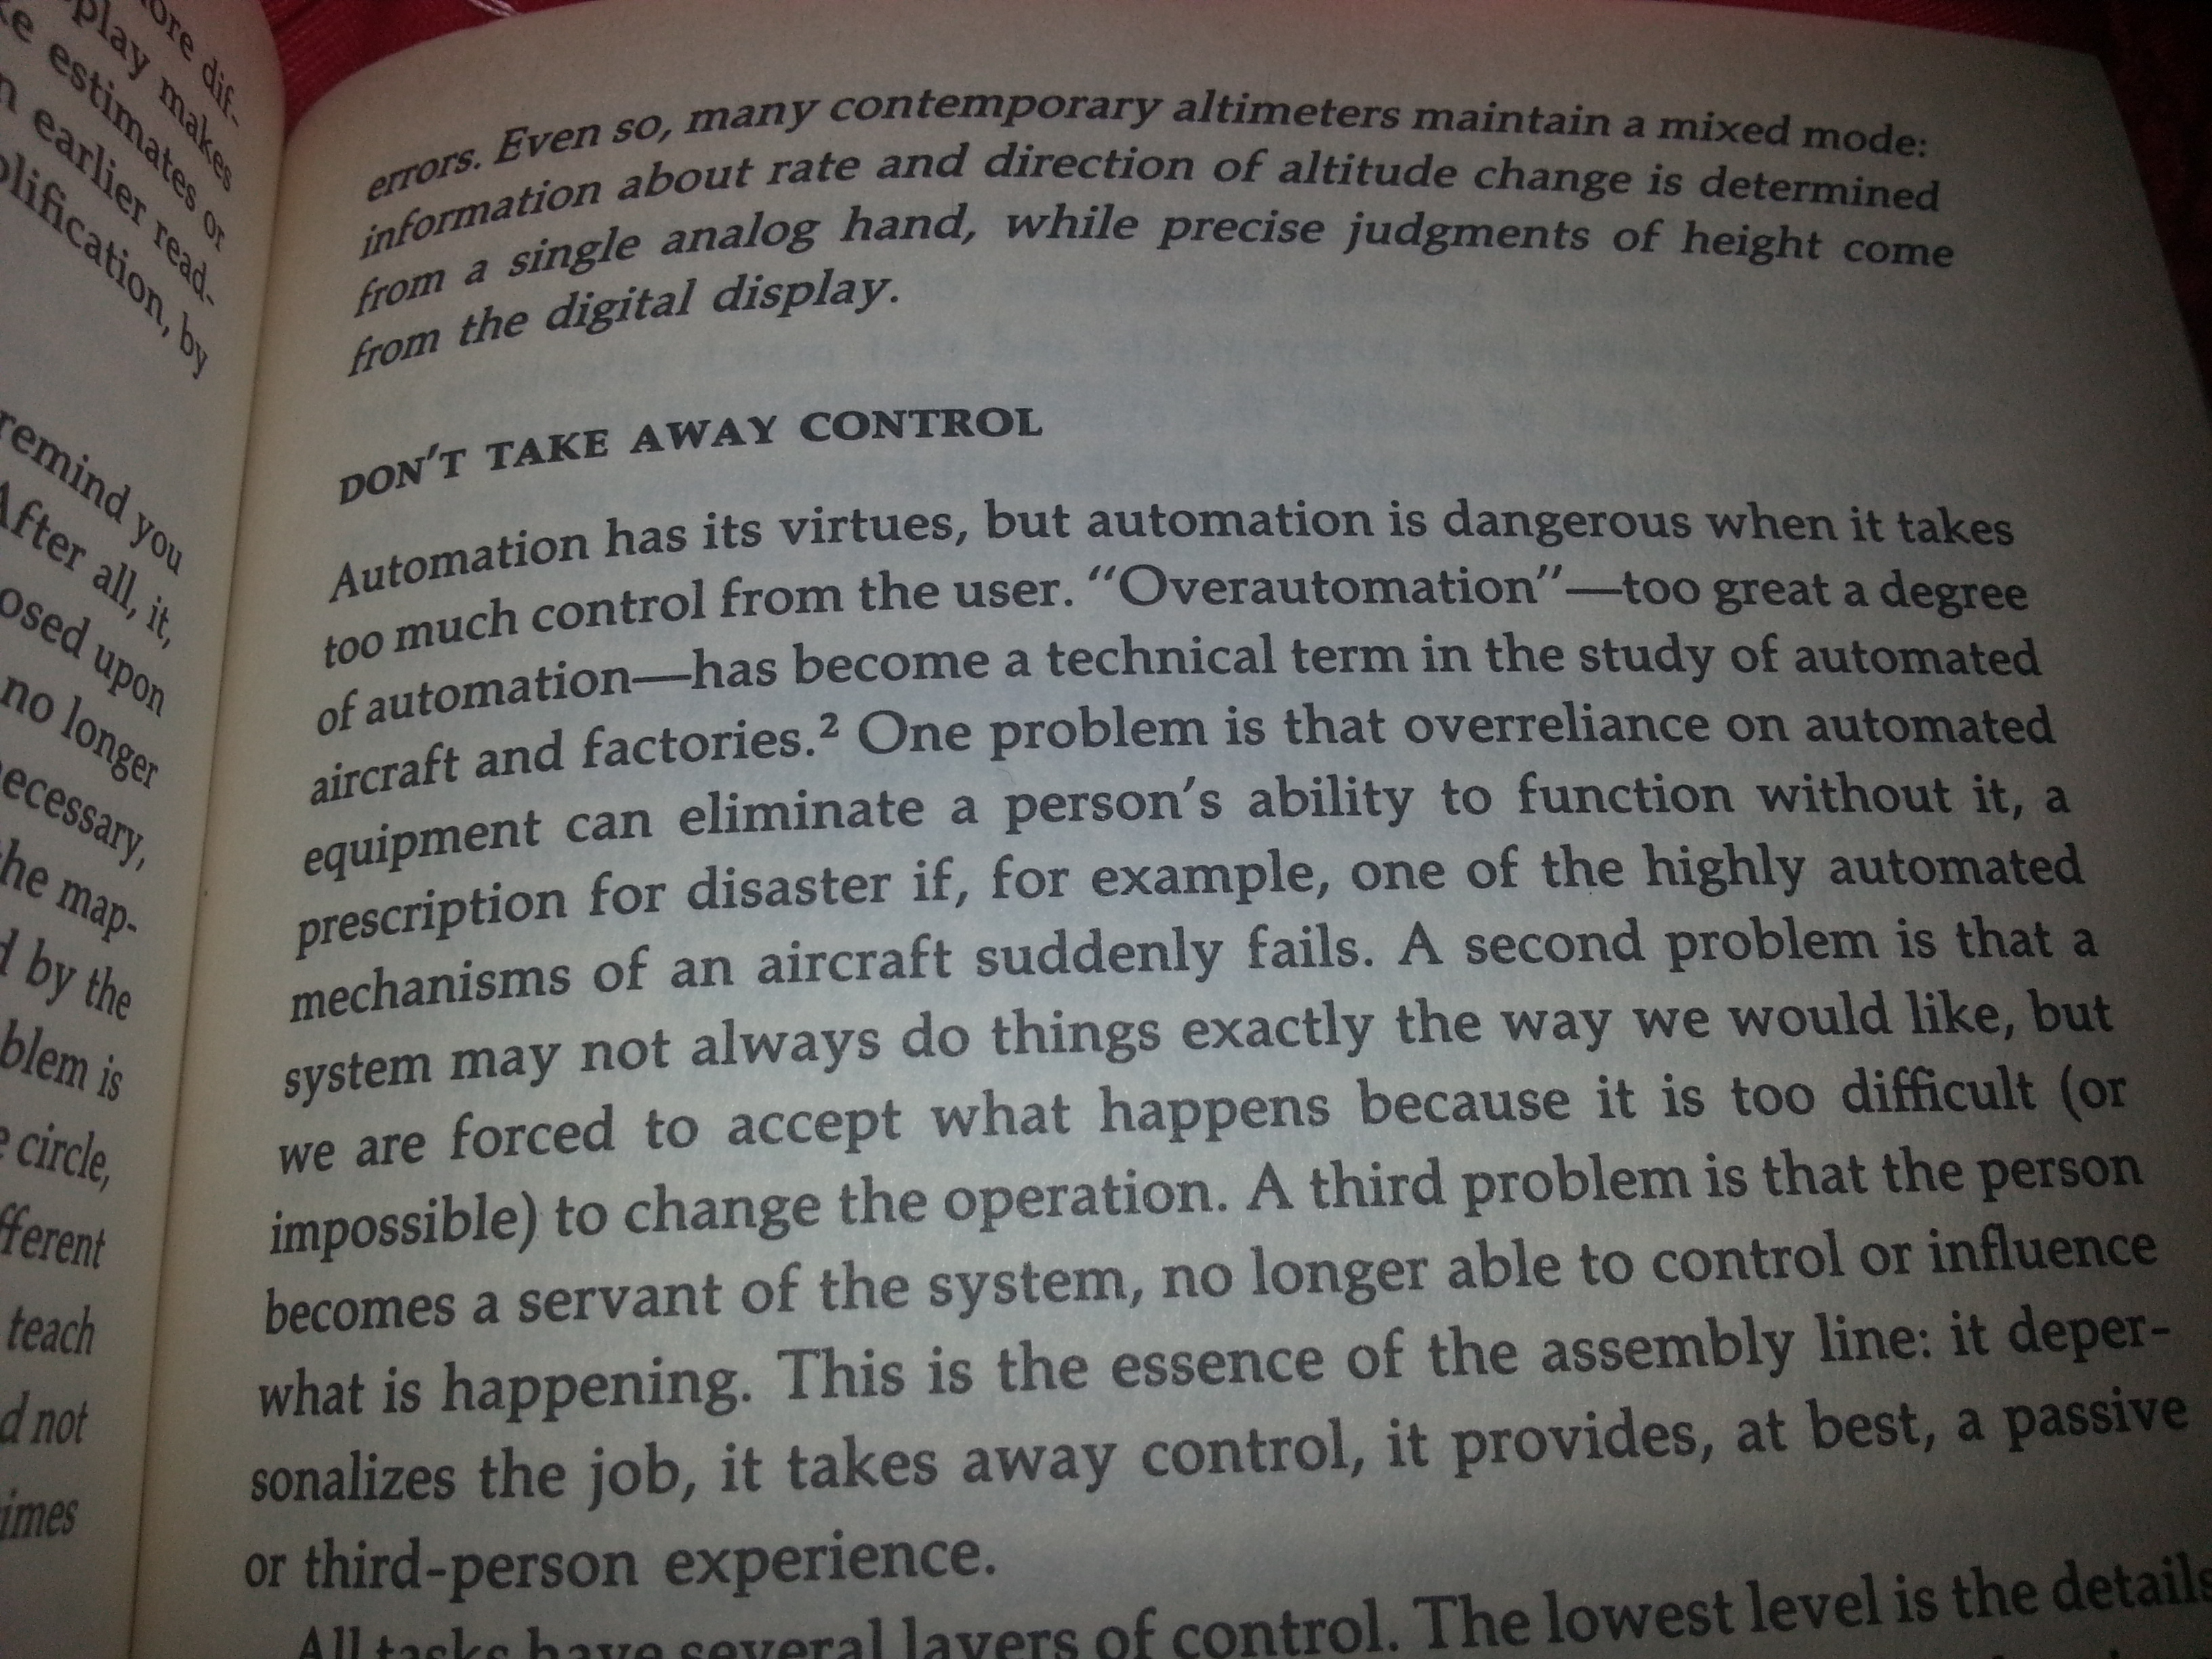 ore dif-
play makes
e estimates or
n earlier read-
plification, by
remind you
After all, it,
osed upon
no longer
ecessary,
he map-
d by the
blem is
e circle,
fferent
teach
d not
imes
errors. Even so, many contemporary altimeters maintain a mixed mode:
information about rate and direction of altitude change is determined
from a single analog hand, while precise judgments of height come
from the digital display.
DON'T TAKE AWAY CONTROL
Automation has its virtues, but automation is dangerous when it takes
too much control from the user. “Overautomation”—too great a degree
of automation—has become a technical term in the study of automated
aircraft and factories.² One problem is that overreliance on automated
equipment can eliminate a person's ability to function without it, a
prescription for disaster if, for example, one of the highly automated
mechanisms of an aircraft suddenly fails. A second problem is that a
system may not always do things exactly the way we would like, but
we are forced to accept what happens because it is too difficult (or
impossible) to change the operation. A third problem is that the person
becomes a servant of the system, no longer able to control or influence
what is happening. This is the essence of the assembly line: it deper-
sonalizes the job, it takes away control, it provides, at best, a passive
or third-person experience.
All tasks have several layers of control. The lowest level is the details